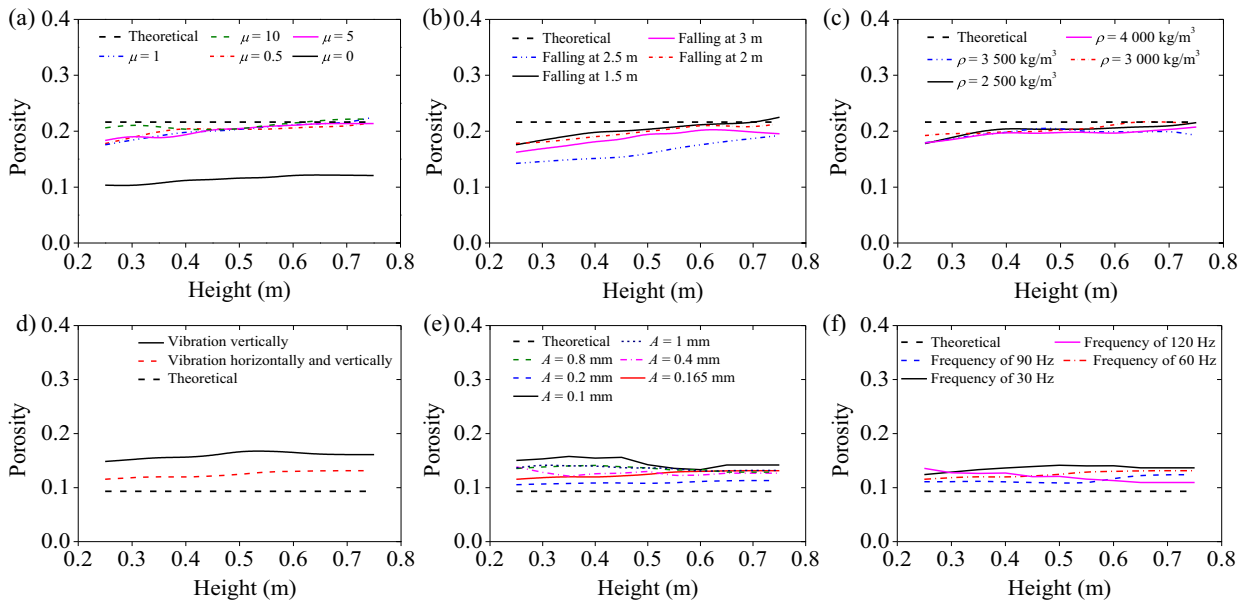 (a)
Theoretical
μ = 10
μ = 5
μ = 1
μ = 0.5
μ = 0
0.4
0.3
0.2
0.1
0.0
Porosity
0.2 0.3 0.4 0.5 0.6 0.7 0.8
Height (m)
(b)
Theoretical
Falling at 3 m
Falling at 2.5 m
Falling at 2 m
Falling at 1.5 m
0.4
0.3
0.2
0.1
0.0
Porosity
0.2 0.3 0.4 0.5 0.6 0.7 0.8
Height (m)
(c)
Theoretical
ρ = 4 000 kg/m³
ρ = 3 500 kg/m³
ρ = 3 000 kg/m³
ρ = 2 500 kg/m³
0.4
0.3
0.2
0.1
0.0
Porosity
0.2 0.3 0.4 0.5 0.6 0.7 0.8
Height (m)
d)
Vibration vertically
Vibration horizontally and vertically
Theoretical
0.4
0.3
0.2
0.1
0.0
Porosity
0.2 0.3 0.4 0.5 0.6 0.7 0.8
Height (m)
(e)
Theoretical
A = 1 mm
A = 0.8 mm
A = 0.4 mm
A = 0.2 mm
A = 0.165 mm
A = 0.1 mm
0.4
0.3
0.2
0.1
0.0
Porosity
0.2 0.3 0.4 0.5 0.6 0.7 0.8
Height (m)
(f)
Theoretical
Frequency of 120 Hz
Frequency of 90 Hz
Frequency of 60 Hz
Frequency of 30 Hz
0.4
0.3
0.2
0.1
0.0
Porosity
0.2 0.3 0.4 0.5 0.6 0.7 0.8
Height (m)